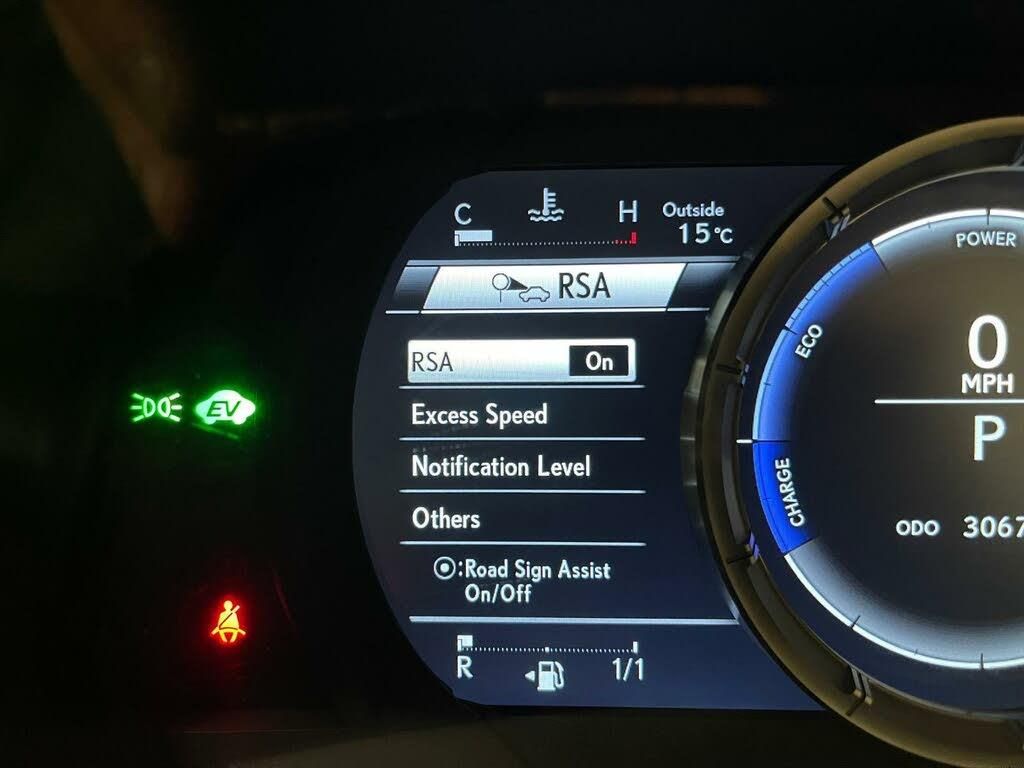 C H Outside
15°C
RSA
RSA On
Excess Speed
Notification Level
Others
:Road Sign Assist
On/Off
R 1/1
EV
POWER
ECO
CHARGE
0
MPH
P
ODO 3067